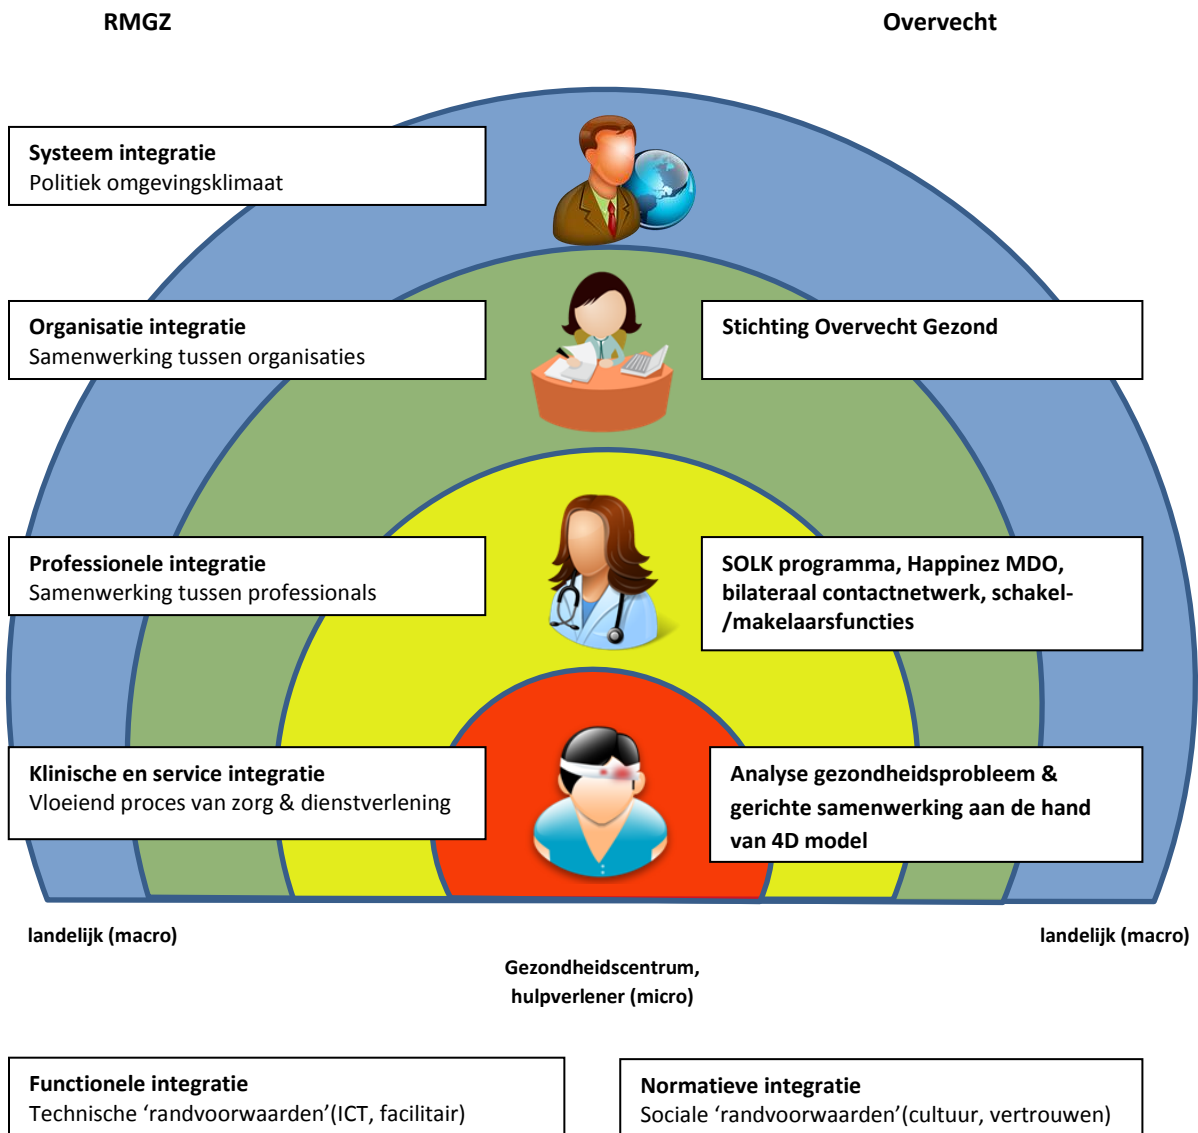 RMGZ
Overvecht
Systeem integratie
Politiek omgevingsklimaat
Organisatie integratie
Samenwerking tussen organisaties
Stichting Overvecht Gezond
Professionele integratie
Samenwerking tussen professionals
SOLK programma, Happinez MDO,
bilateraal contactnetwerk, schakel-
/makelaarsfuncties
Klinische en service integratie
Vloeiend proces van zorg & dienstverlening
Analyse gezondheidsprobleem &
gerichte samenwerking aan de hand
van 4D model
landelijk (macro)
landelijk (macro)
Gezondheidscentrum,
hulpverlener (micro)
Functionele integratie
Technische ‘randvoorwaarden’(ICT, facilitair)
Normatieve integratie
Sociale ‘randvoorwaarden’(cultuur, vertrouwen)